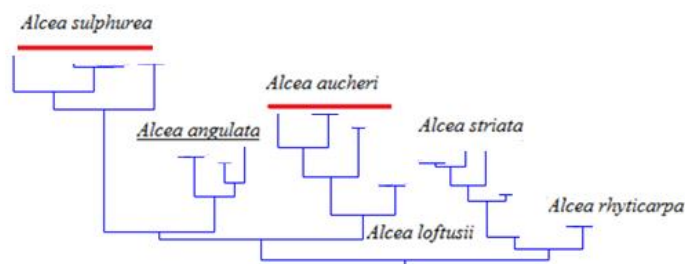 Alcea sulphurea
Alcea aucheri
Alcea angulata
Alcea striata
Alcea rhyticarpa
Alcea loftusii